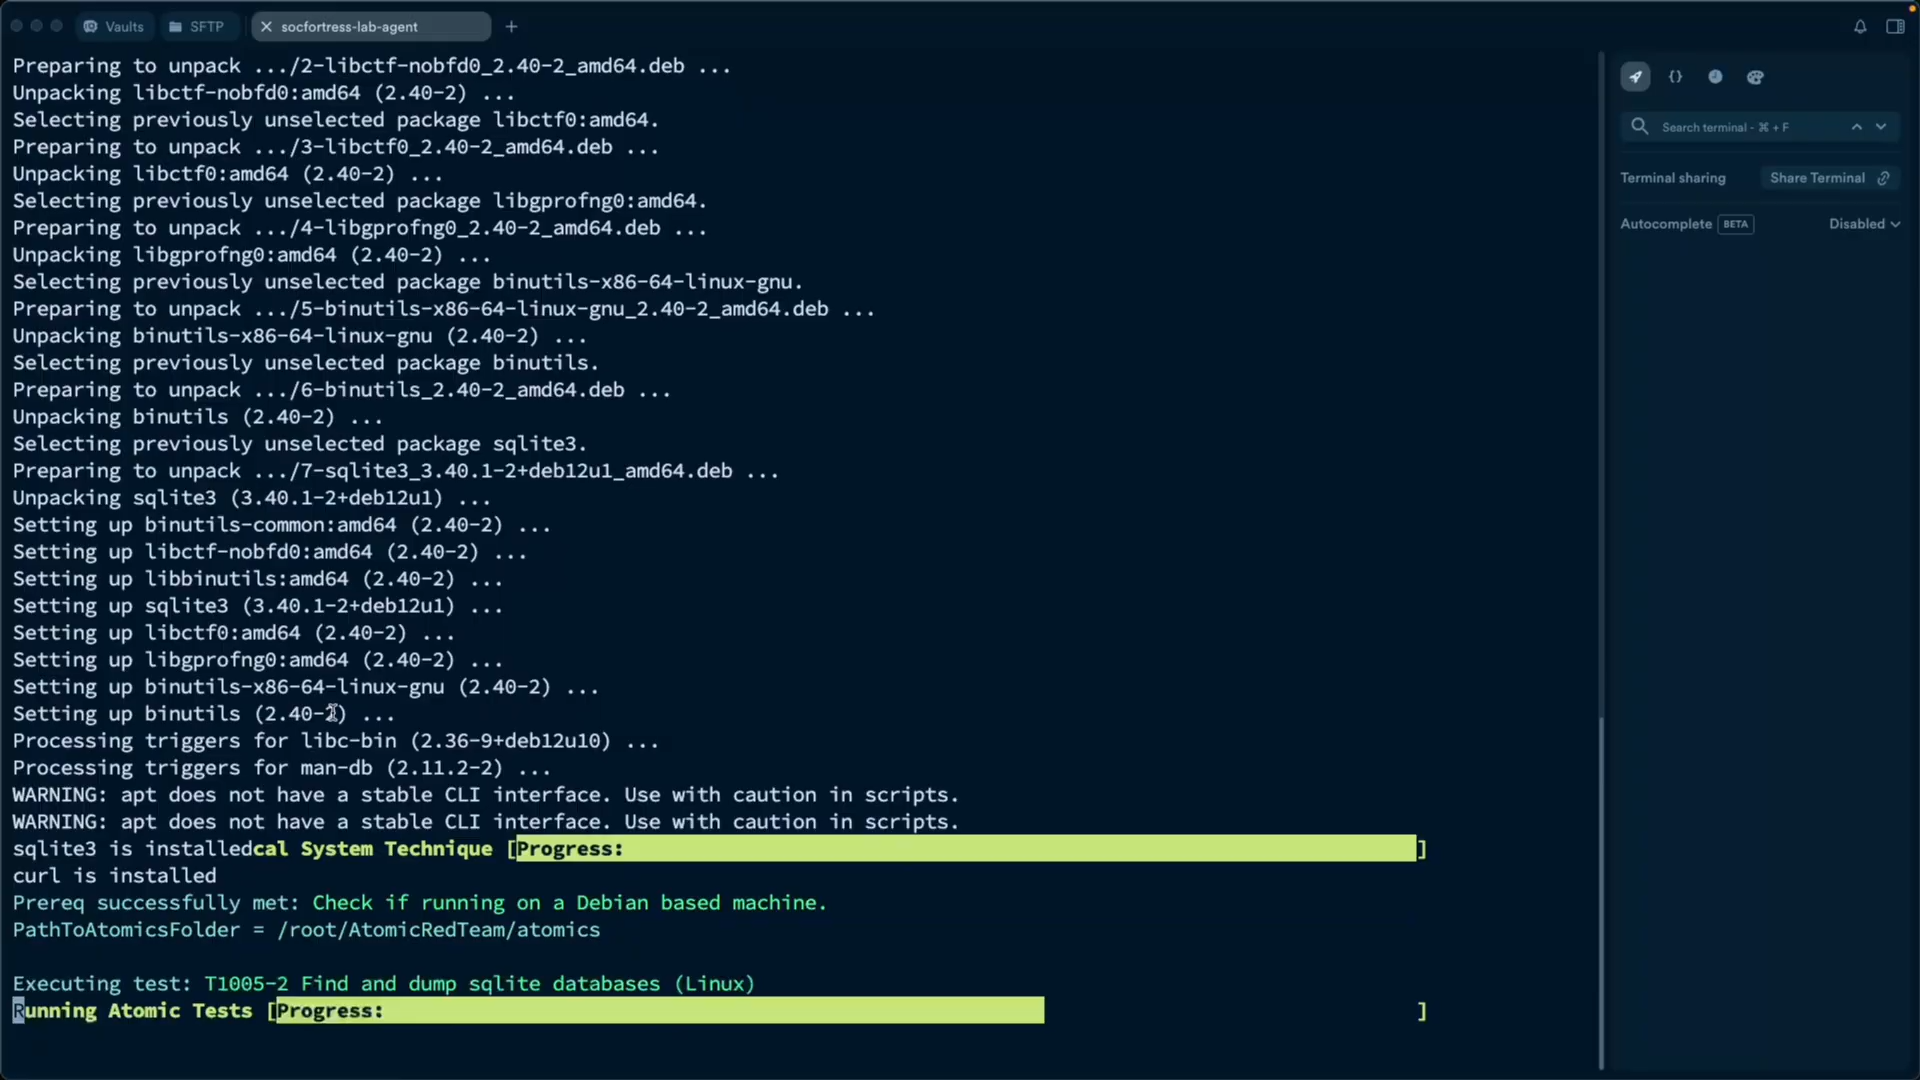 Vaults
SFTP
socfortress-lab-agent
Preparing to unpack .../2-libctf-nobfd0_2.40-2_amd64.deb ...
Unpacking libctf-nobfd0:amd64 (2.40-2) ...
Selecting previously unselected package libctf0:amd64.
Preparing to unpack .../3-libctf0_2.40-2_amd64.deb ...
Unpacking libctf0:amd64 (2.40-2) ...
Selecting previously unselected package libgprofng0:amd64.
Preparing to unpack .../4-libgprofng0_2.40-2_amd64.deb ...
Unpacking libgprofng0:amd64 (2.40-2) ...
Selecting previously unselected package binutils-x86-64-linux-gnu.
Preparing to unpack .../5-binutils-x86-64-linux-gnu_2.40-2_amd64.deb ...
Unpacking binutils-x86-64-linux-gnu (2.40-2) ...
Selecting previously unselected package binutils.
Preparing to unpack .../6-binutils_2.40-2_amd64.deb ...
Unpacking binutils (2.40-2) ...
Selecting previously unselected package sqlite3.
Preparing to unpack .../7-sqlite3_3.40.1-2+deb12u1_amd64.deb ...
Unpacking sqlite3 (3.40.1-2+deb12u1) ...
Setting up binutils-common:amd64 (2.40-2) ...
Setting up libctf-nobfd0:amd64 (2.40-2) ...
Setting up libbinutils:amd64 (2.40-2) ...
Setting up sqlite3 (3.40.1-2+deb12u1) ...
Setting up libctf0:amd64 (2.40-2) ...
Setting up libgprofng0:amd64 (2.40-2) ...
Setting up binutils-x86-64-linux-gnu (2.40-2) ...
Setting up binutils (2.40-2) ...
Processing triggers for libc-bin (2.36-9+deb12u10) ...
Processing triggers for man-db (2.11.2-2) ...
WARNING: apt does not have a stable CLI interface. Use with caution in scripts.
WARNING: apt does not have a stable CLI interface. Use with caution in scripts.
sqlite3 is installedcal System Technique [Progress: ]
curl is installed
Prereq successfully met: Check if running on a Debian based machine.
PathToAtomicsFolder = /root/AtomicRedTeam/atomics
Executing test: T1005-2 Find and dump sqlite databases (Linux)
Running Atomic Tests [Progress: ]
Search terminal - ⌘ + F
Terminal sharing
Share Terminal
Autocomplete BETA
Disabled